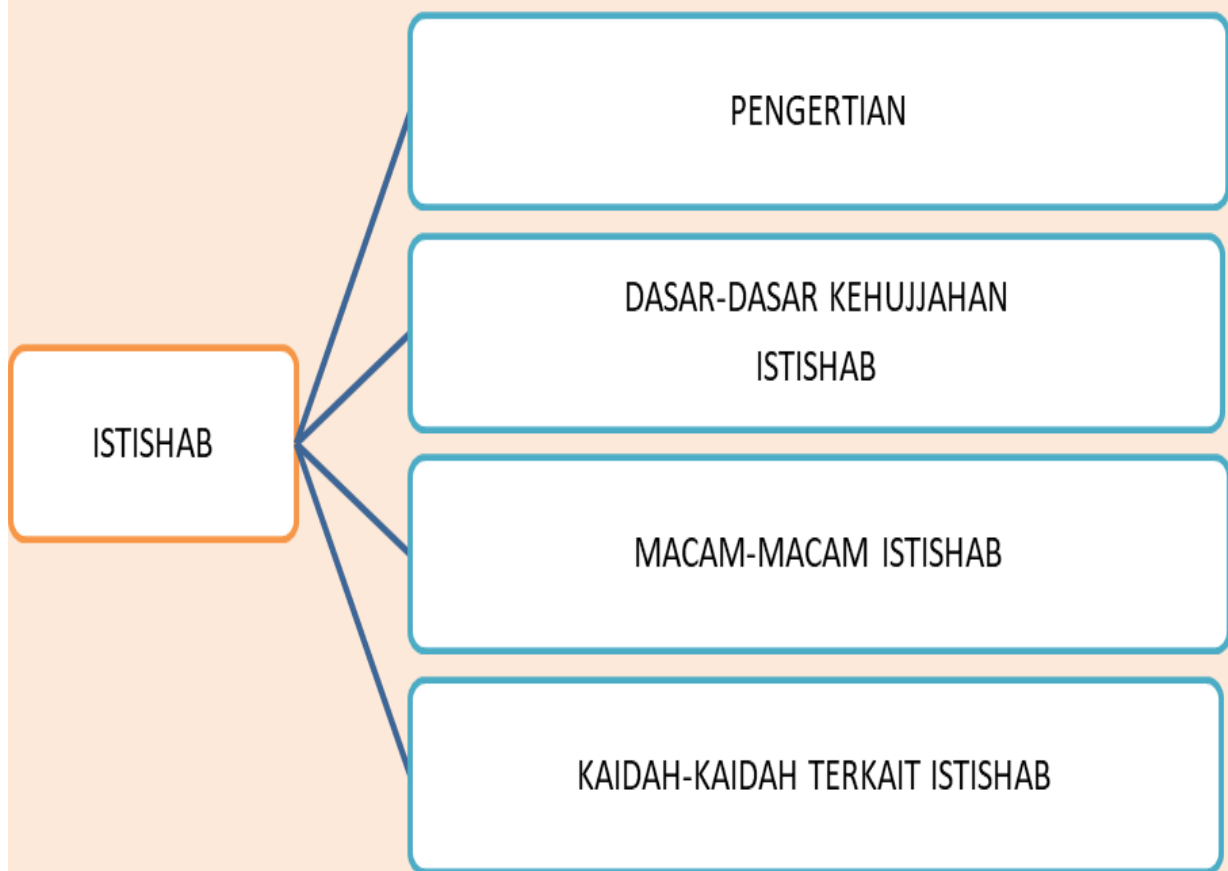 PENGERTIAN
DASAR-DASAR KEHUJJAHAN
ISTISHAB
ISTISHAB
MACAM-MACAM ISTISHAB
KAIDAH-KAIDAH TERKAIT ISTISHAB